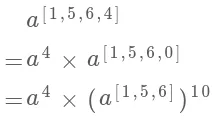 a^[1,5,6,4]
=a^4 × a^[1,5,6,0]
=a^4 × (a^[1,5,6])^10